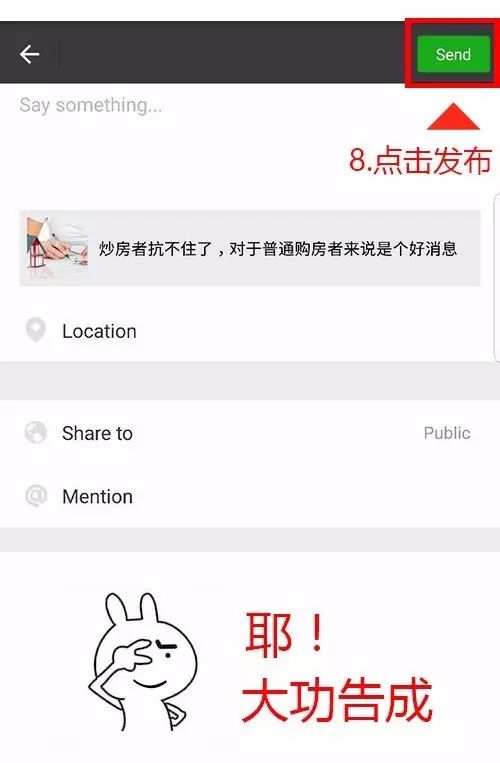 Send
Say something...
8.点击发布
炒房者抗不住了，对于普通购房者来说是个好消息
Location
Share to
Public
Mention
耶！
大功告成